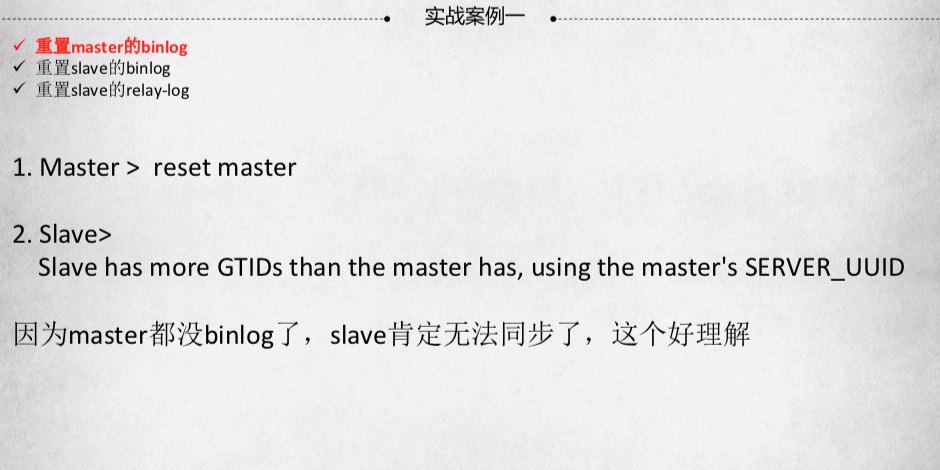 实战案例一
✓ 重置master的binlog
✓ 重置slave的binlog
✓ 重置slave的relay-log
1. Master > reset master
2. Slave>
Slave has more GTIDs than the master has, using the master's SERVER_UUID
因为master都没binlog了，slave肯定无法同步了，这个好理解